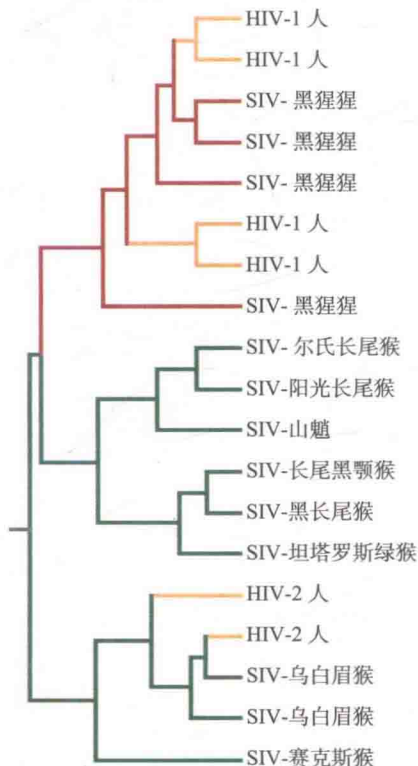 HIV-1 人
HIV-1 人
SIV- 黑猩猩
SIV- 黑猩猩
SIV- 黑猩猩
HIV-1 人
HIV-1 人
SIV- 黑猩猩
SIV- 尔氏长尾猴
SIV-阳光长尾猴
SIV-山魈
SIV-长尾黑颚猴
SIV-黑长尾猴
SIV-坦塔罗斯绿猴
HIV-2 人
HIV-2 人
SIV-乌白眉猴
SIV-乌白眉猴
SIV-赛克斯猴